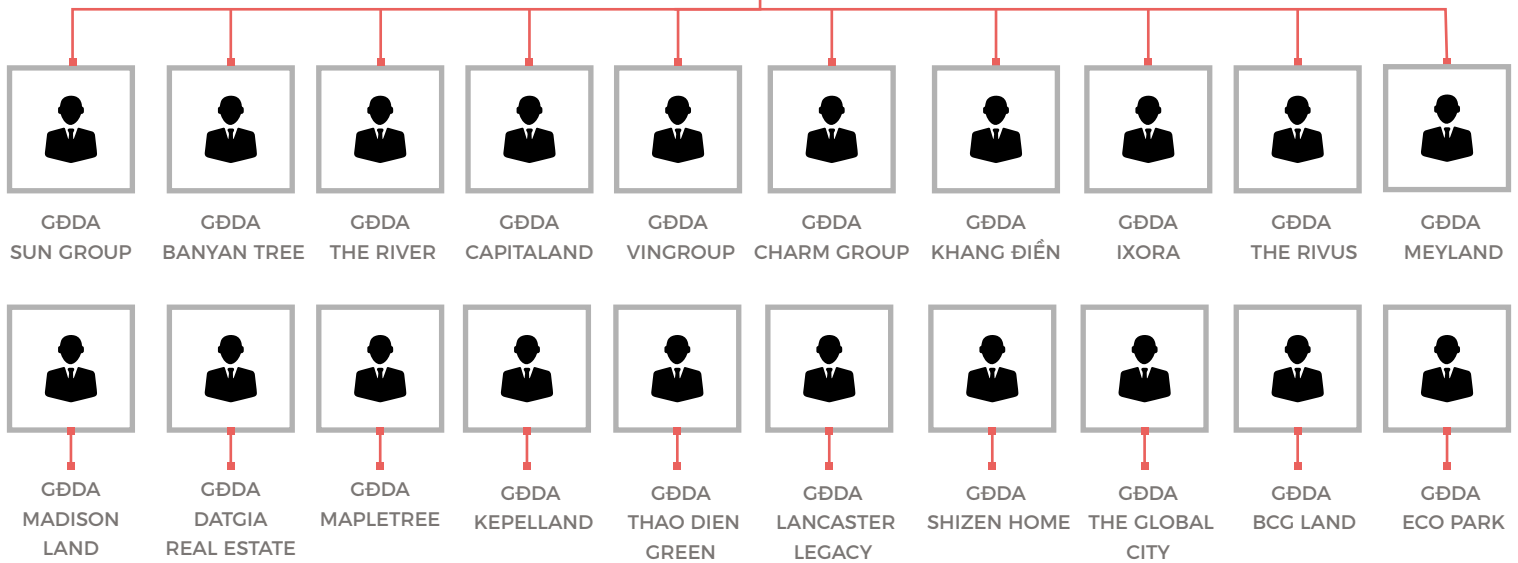 GĐDA
SUN GROUP
GĐDA
BANYAN TREE
GĐDA
THE RIVER
GĐDA
CAPITALAND
GĐDA
VINGROUP
GĐDA
CHARM GROUP
GĐDA
KHANG ĐIỀN
GĐDA
IXORA
GĐDA
THE RIVUS
GĐDA
MEYLAND
GĐDA
MADISON
LAND
GĐDA
DATGIA
REAL ESTATE
GĐDA
MAPLETREE
GĐDA
KEPELLAND
GĐDA
THAO DIEN
GREEN
GĐDA
LANCASTER
LEGACY
GĐDA
SHIZEN HOME
GĐDA
THE GLOBAL
CITY
GĐDA
BCG LAND
GĐDA
ECO PARK